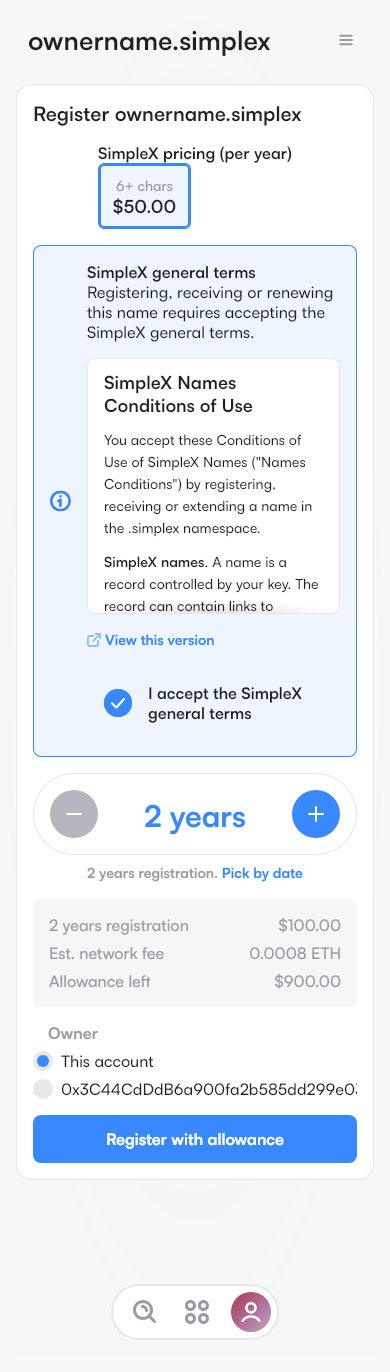 ownername.simplex
Register ownername.simplex
SimpleX pricing (per year)
6+ chars
$50.00
SimpleX general terms
Registering, receiving or renewing
this name requires accepting the
SimpleX general terms.
SimpleX Names
Conditions of Use
You accept these Conditions of
Use of SimpleX Names ("Names
Conditions") by registering,
receiving or extending a name in
the .simplex namespace.
SimpleX names. A name is a
record controlled by your key. The
record can contain links to
View this version
I accept the SimpleX
general terms
2 years
2 years registration. Pick by date
2 years registration $100.00
Est. network fee 0.0008 ETH
Allowance left $900.00
Owner
This account
0x3C44CdDdB6a900fa2b585dd299e03
Register with allowance